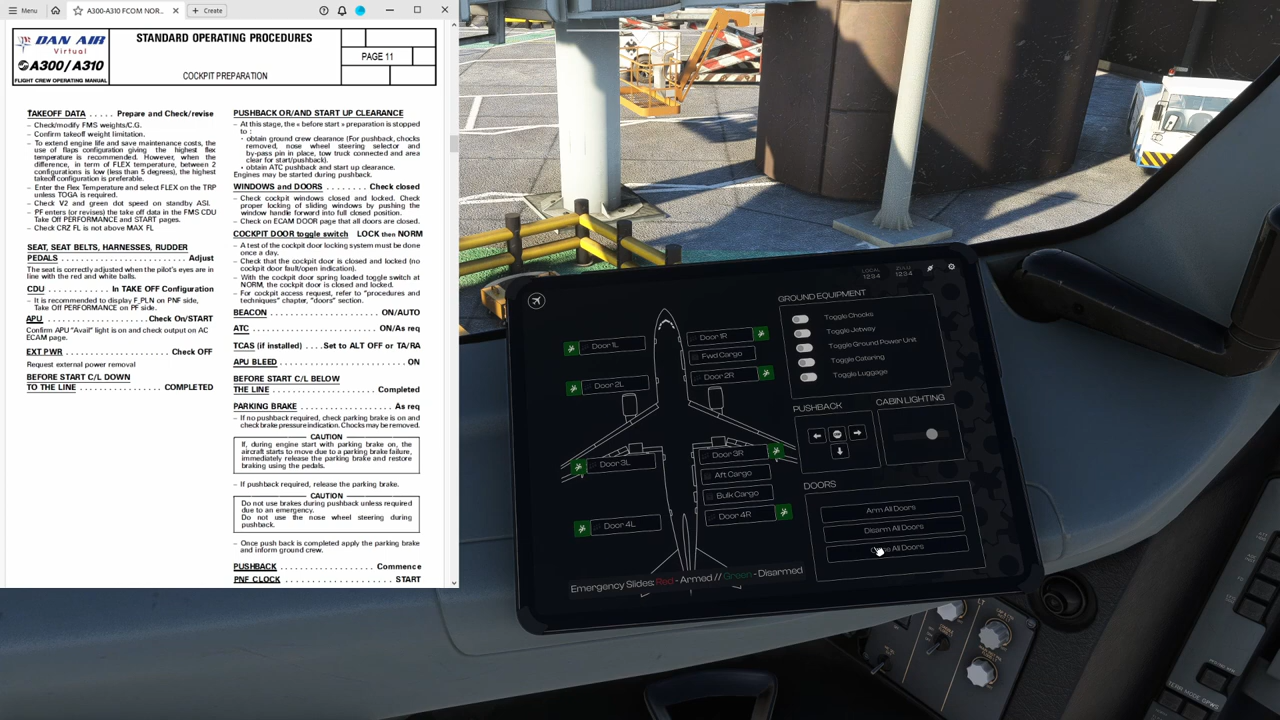 Menu
A300-A310 FCOM NOR...
Create
DAN AIR
Virtual
A300/A310
FLIGHT CREW OPERATING MANUAL
STANDARD OPERATING PROCEDURES
COCKPIT PREPARATION
PAGE 11
TAKEOFF DATA ..... Prepare and Check/revise
– Check/modify FMS weights/C.G.
– Confirm takeoff weight limitation.
– To extend engine life and save maintenance costs, the
use of flaps configuration giving the highest flex
temperature is recommended. However, when the
difference, in term of FLEX temperature, between 2
configurations is low (less than 5 degrees), the highest
takeoff configuration is preferable.
– Enter the Flex Temperature and select FLEX on the TRP
unless TOGA is required.
– Check V2 and green dot speed on standby ASI.
– PF enters (or revises) the take off data in the FMS CDU
Take Off PERFORMANCE and START pages.
– Check CRZ FL is not above MAX FL
SEAT, SEAT BELTS, HARNESSES, RUDDER
PEDALS ........................ Adjust
The seat is correctly adjusted when the pilot's eyes are in
line with the red and white balls.
CDU ............ In TAKE OFF Configuration
– It is recommended to display F_PLN on PNF side,
Take Off PERFORMANCE on PF side.
APU .................. Check On/START
Confirm APU "Avail" light is on and check output on AC
ECAM page.
EXT PWR ................... Check OFF
Request external power removal
BEFORE START C/L DOWN
TO THE LINE ............... COMPLETED
PUSHBACK OR/AND START UP CLEARANCE
– At this stage, the « before start » preparation is stopped
to :
• obtain ground crew clearance (For pushback, chocks
removed, nose wheel steering selector and
by-pass pin in place, tow truck connected and area
clear for start/pushback).
• obtain ATC pushback and start up clearance.
Engines may be started during pushback.
WINDOWS and DOORS ........ Check closed
– Check cockpit windows closed and locked. Check
proper locking of sliding windows by pushing the
window handle forward into full closed position.
– Check on ECAM DOOR page that all doors are closed.
COCKPIT DOOR toggle switch LOCK then NORM
– A test of the cockpit door locking system must be done
once a day.
– Check that the cockpit door is closed and locked (no
cockpit door fault/open indication).
– With the cockpit door spring loaded toggle switch at
NORM, the cockpit door is closed and locked.
– For cockpit access request, refer to "procedures and
techniques" chapter, "doors" section.
BEACON ..................... ON/AUTO
ATC ......................... ON/As req
TCAS (if installed) .... Set to ALT OFF or TA/RA
APU BLEED ...................... ON
BEFORE START C/L BELOW
THE LINE ..................... Completed
PARKING BRAKE ................. As req
– If no pushback required, check parking brake is on and
check brake pressure indication. Chocks may be removed.
CAUTION
If, during engine start with parking brake on, the
aircraft starts to move due to a parking brake failure,
immediately release the parking brake and restore
braking using the pedals.
– If pushback required, release the parking brake.
CAUTION
Do not use brakes during pushback unless required
due to an emergency.
Do not use the nose wheel steering during
pushback.
– Once push back is completed apply the parking brake
and inform ground crew.
PUSHBACK .................. Commence
PNF CLOCK .................... START
LOCAL
1234
ZULU
1234
Door 1L
Door 2L
Door 3L
Door 4L
Door 1R
Fwd Cargo
Door 2R
Door 3R
Aft Cargo
Bulk Cargo
Door 4R
Emergency Slides: Red - Armed // Green - Disarmed
GROUND EQUIPMENT
Toggle Chocks
Toggle Jetway
Toggle Ground Power Unit
Toggle Catering
Toggle Luggage
PUSHBACK
CABIN LIGHTING
DOORS
Arm All Doors
Disarm All Doors
All Doors